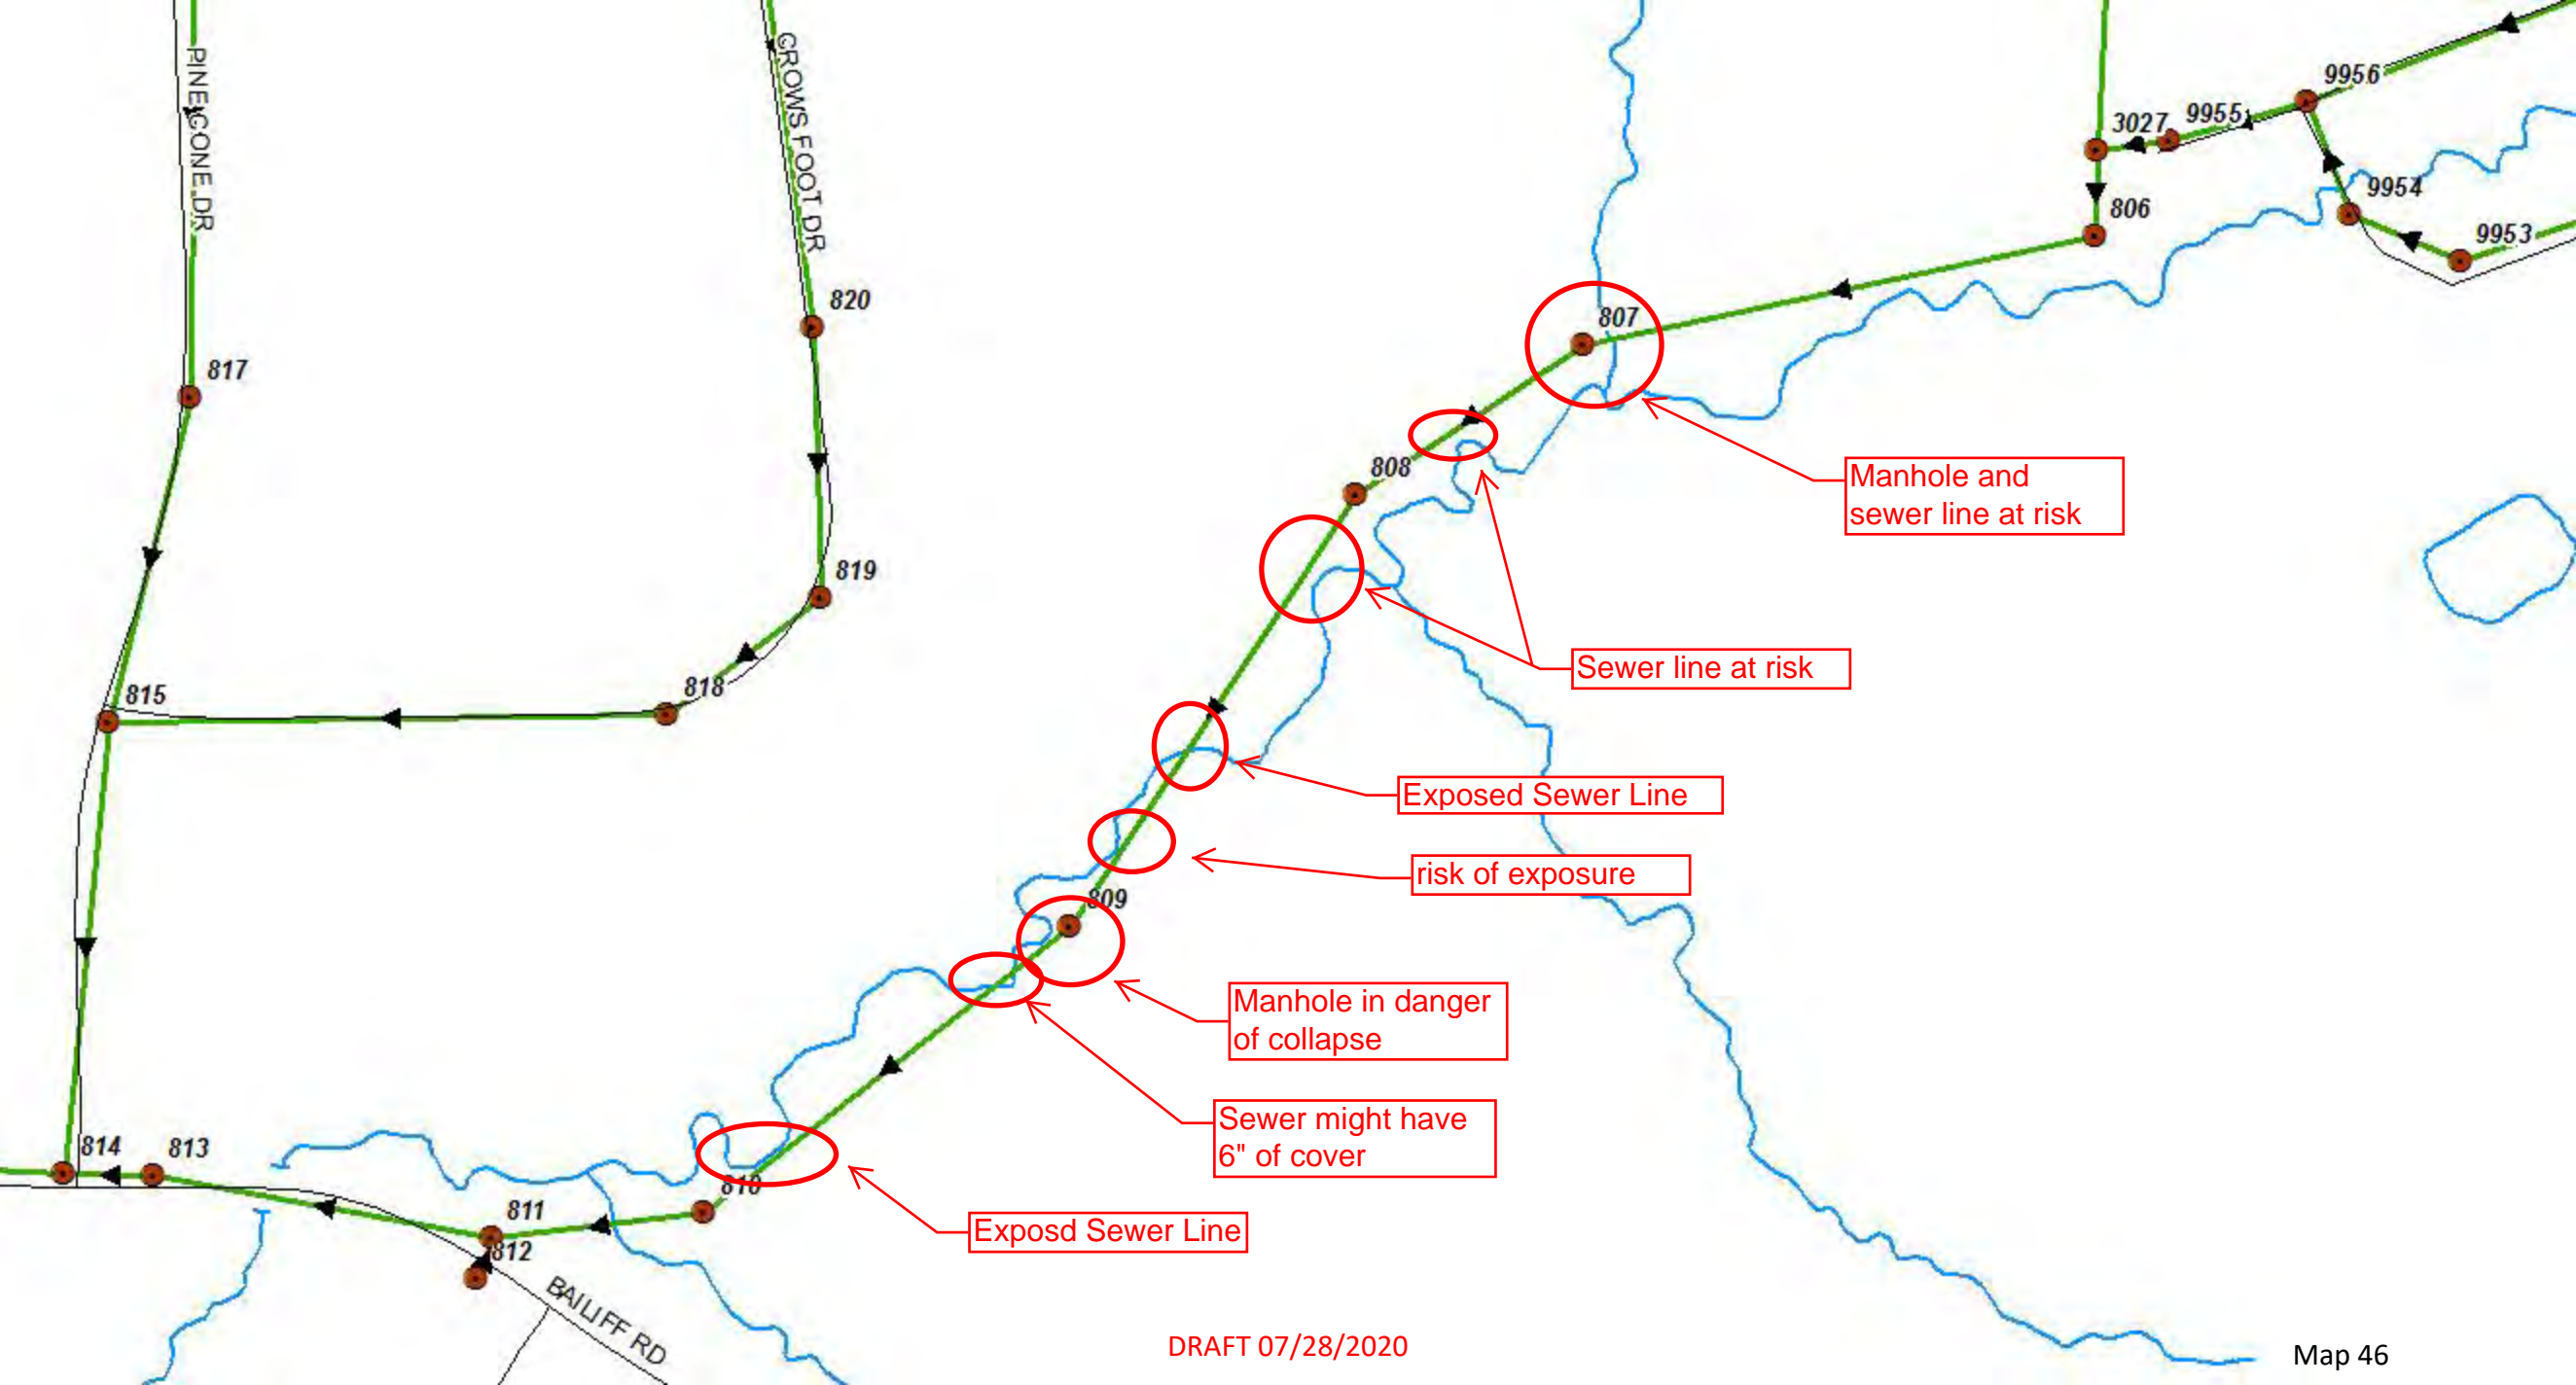 PINE CONE DR
CROWS FOOT DR
9956
3027
9955
9954
806
9953
820
807
817
808
Manhole and
sewer line at risk
819
Sewer line at risk
815
818
Exposed Sewer Line
risk of exposure
809
Manhole in danger
of collapse
Sewer might have
6" of cover
814
813
810
811
812
Exposd Sewer Line
BAILIFF RD
DRAFT 07/28/2020
Map 46